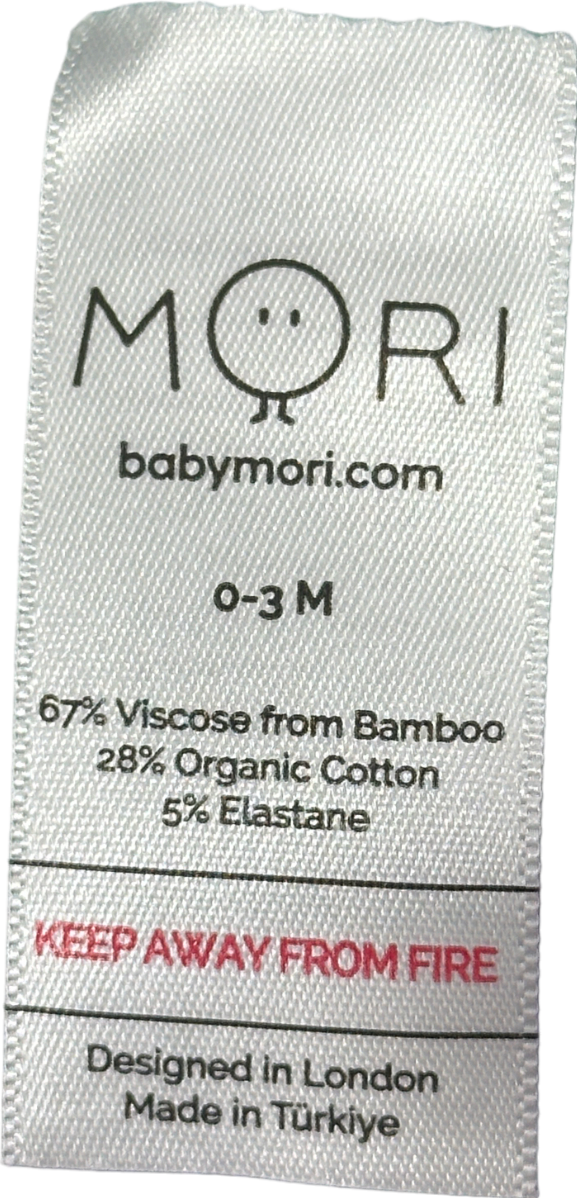 MORI
babymori.com
0-3 M
67% Viscose from Bamboo
28% Organic Cotton
5% Elastane
KEEP AWAY FROM FIRE
Designed in London
Made in Türkiye